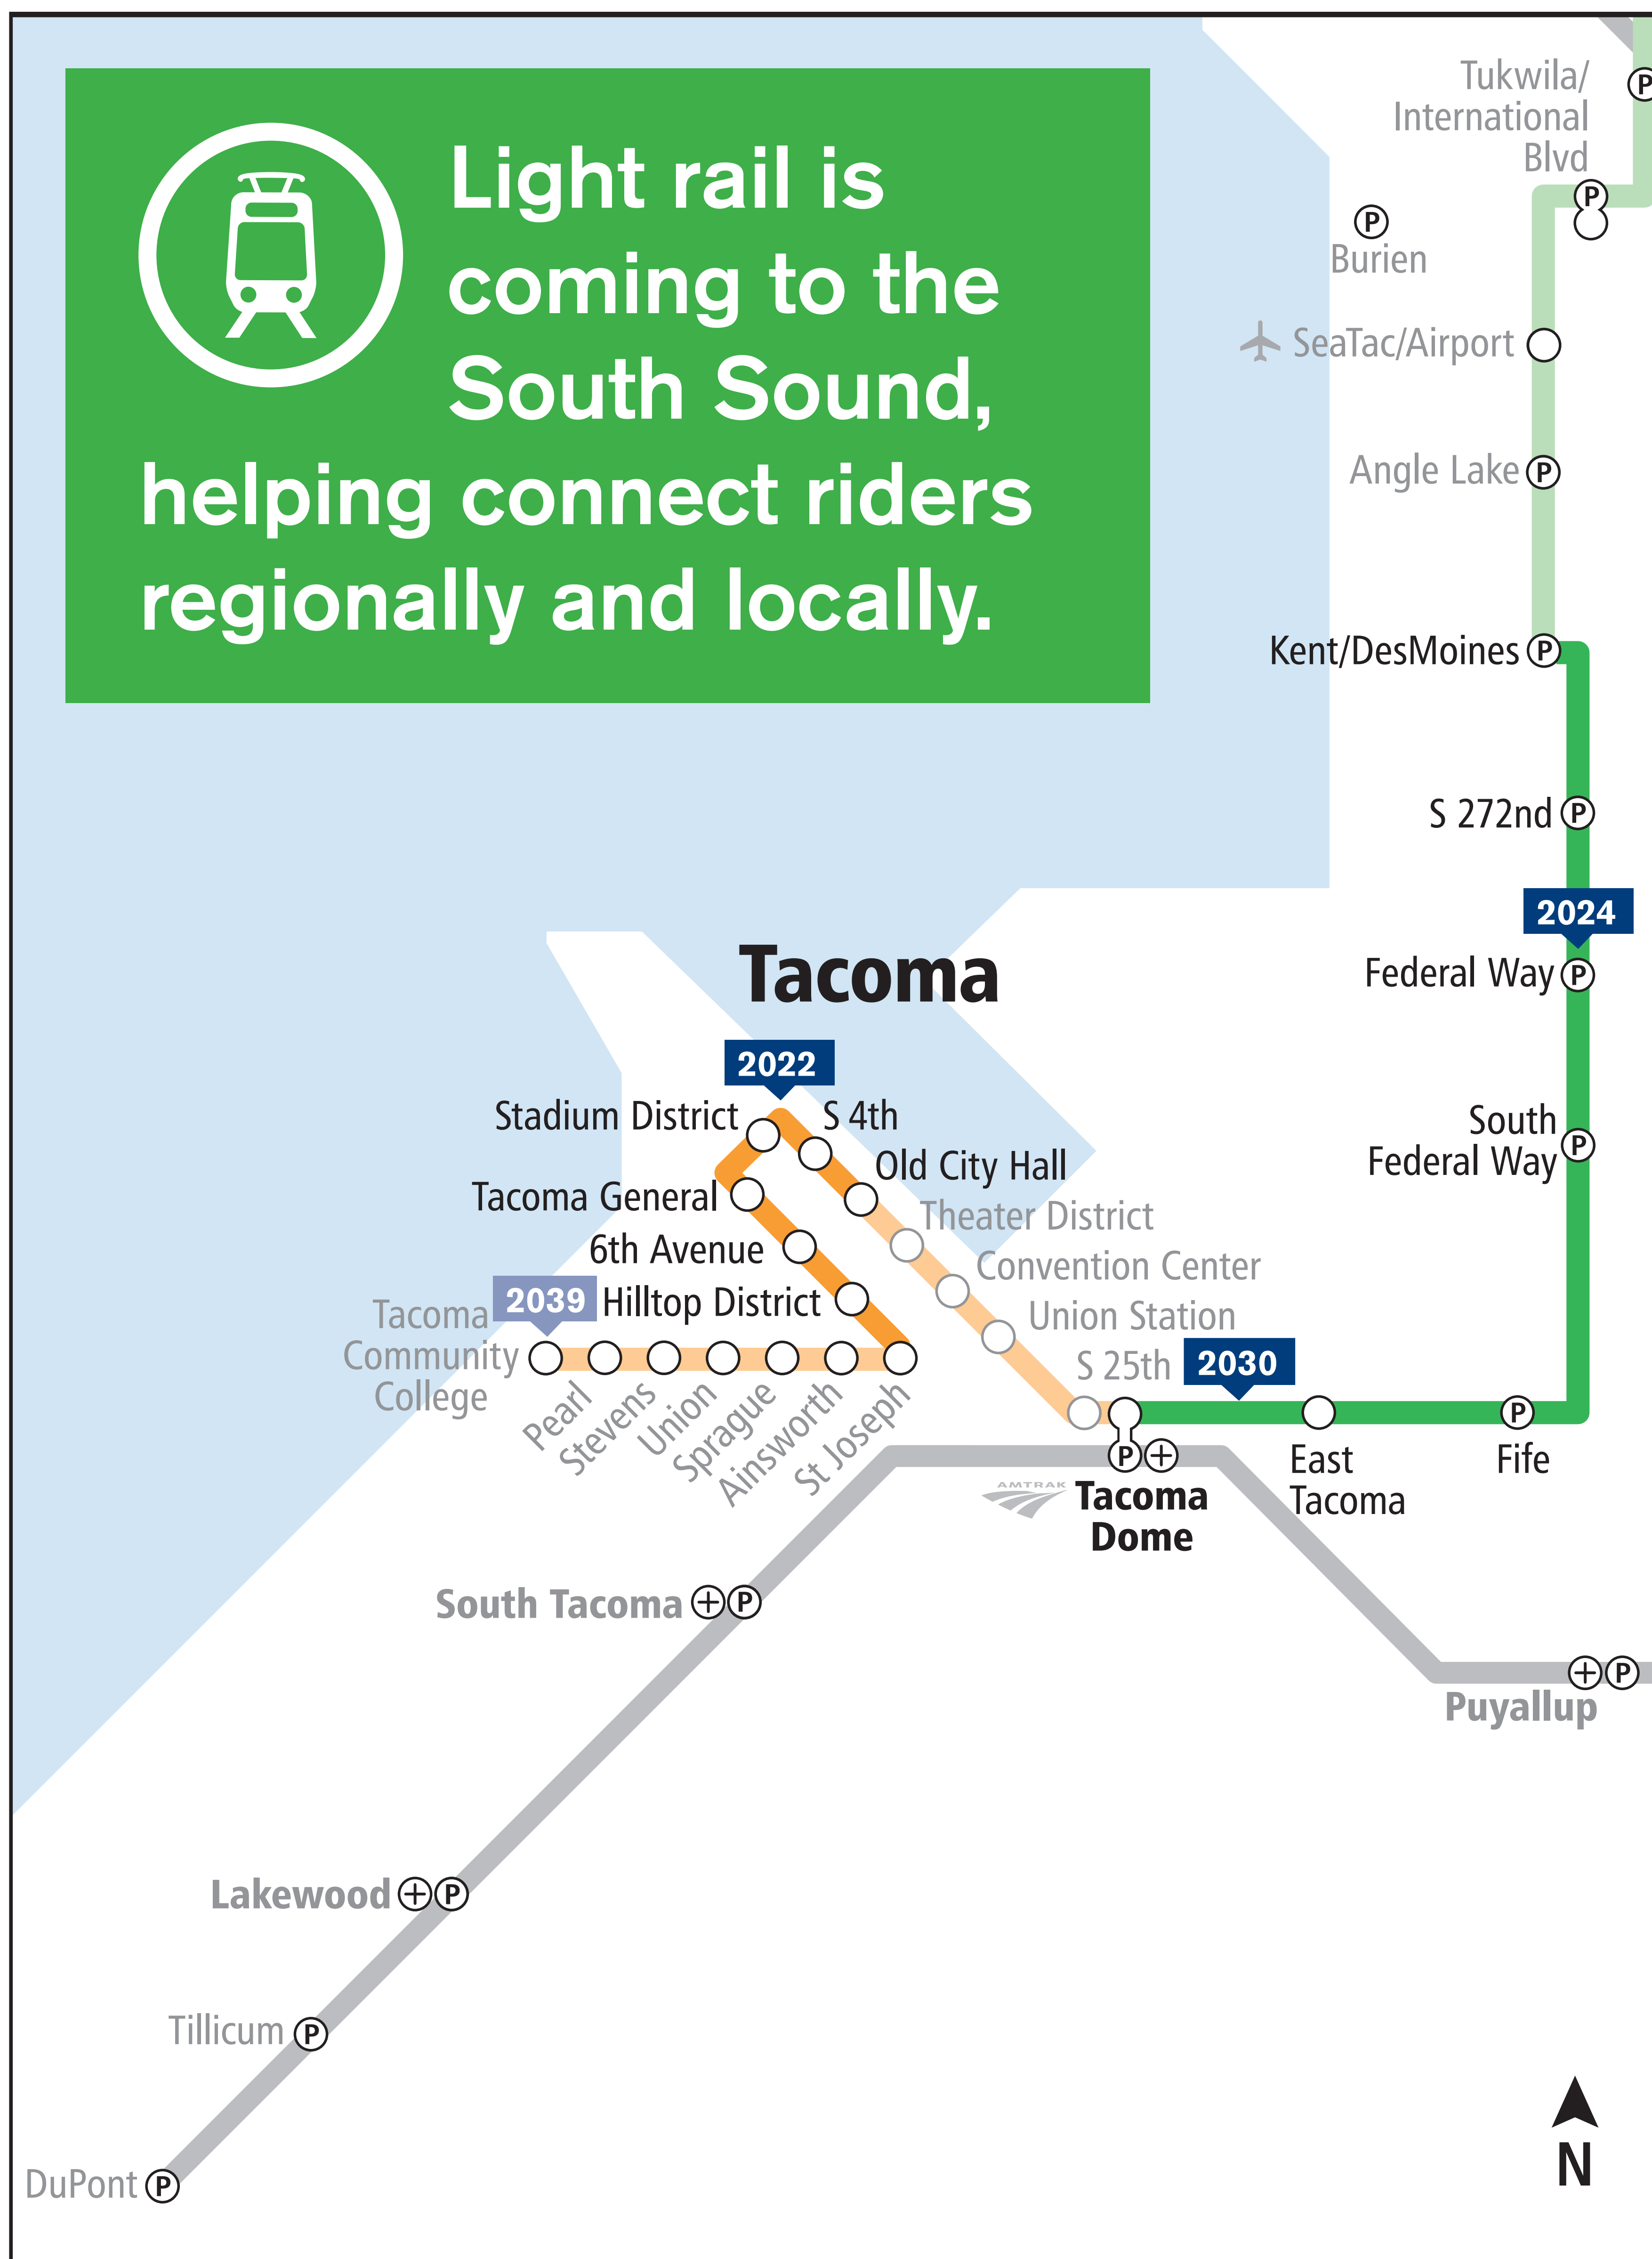 Light rail is
coming to the
South Sound,
helping connect riders
regionally and locally.
Tukwila/
International
Blvd
P
P
P
Burien
SeaTac/Airport
Angle Lake P
Kent/DesMoines P
S 272nd P
2024
Federal Way P
South
Federal Way P
Tacoma
2022
Stadium District
S 4th
Old City Hall
Tacoma General
Theater District
6th Avenue
Convention Center
2039
Hilltop District
Union Station
Tacoma
Community
College
S 25th
2030
Pearl
Stevens
Union
Sprague
Ainsworth
St Joseph
P
P +
AMTRAK
Tacoma
Dome
East
Tacoma
Fife
South Tacoma + P
+ P
Puyallup
Lakewood + P
Tillicum P
DuPont P
N